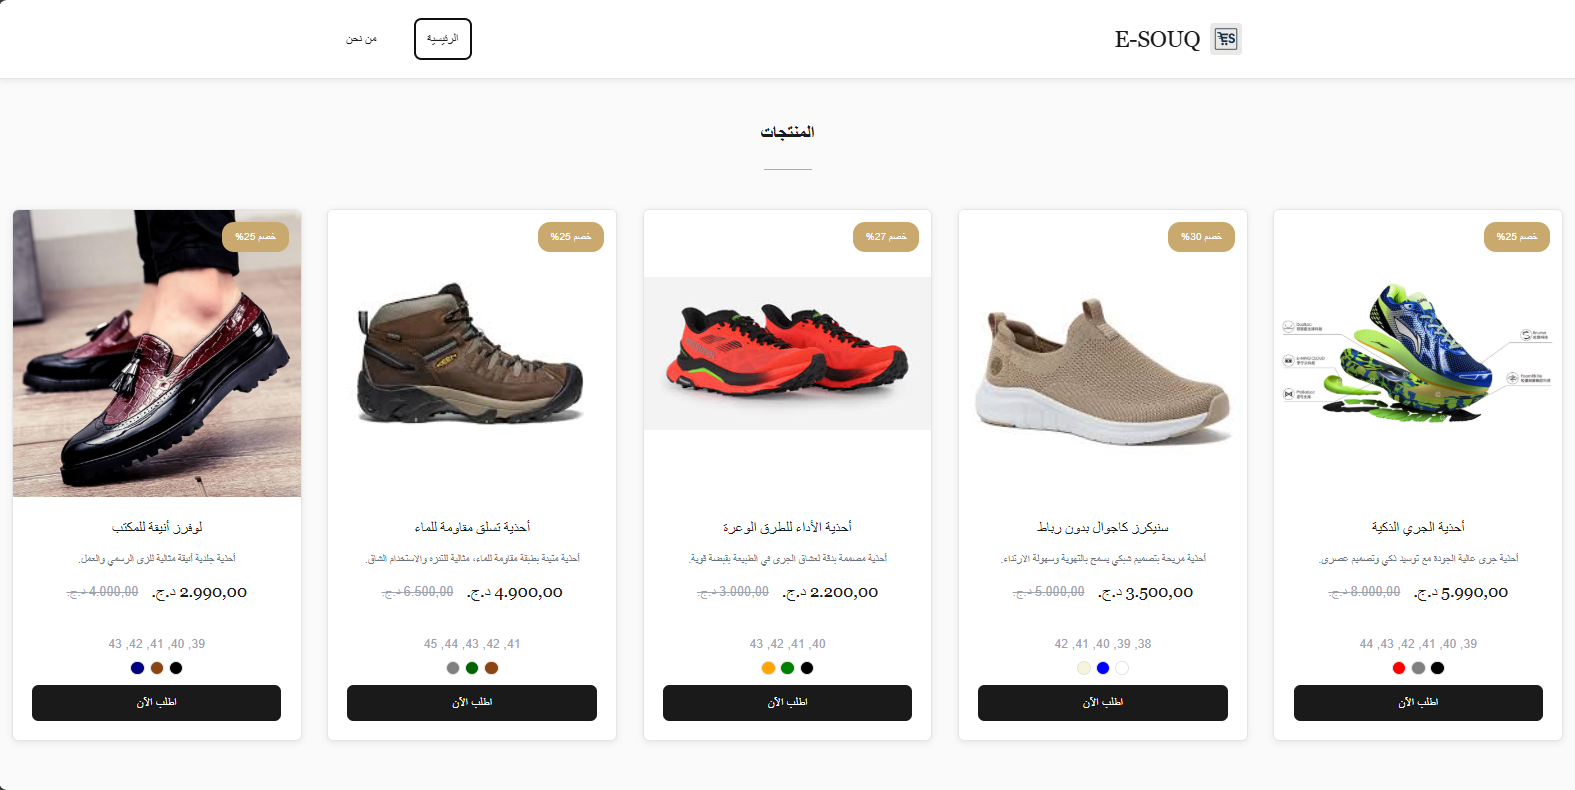 E-SOUQ
الرئيسية
من نحن
المنتجات
خصم 25%
أحذية الجري الذكية
أحذية جري عالية الجودة مع توسيد ذكي وتصميم عصري.
5.990,00 د.ج. 8.000,00 د.ج.
39, 40, 41, 42, 43, 44
اطلب الآن
خصم 30%
سنيكرز كاجوال بدون رباط
أحذية مريحة بتصميم شبكي يسمح بالتهوية وسهولة الارتداء.
3.500,00 د.ج. 5.000,00 د.ج.
38, 39, 40, 41, 42
اطلب الآن
خصم 27%
أحذية الأداء للطرق الوعرة
أحذية مصممة بدقة لعشاق الجري في الطبيعة بقبضة قوية.
2.200,00 د.ج. 3.000,00 د.ج.
40, 41, 42, 43
اطلب الآن
خصم 25%
KEEN
أحذية تسلق مقاومة للماء
أحذية متينة بطبقة مقاومة للماء، مثالية للتنزه والاستخدام الشاق.
4.900,00 د.ج. 6.500,00 د.ج.
41, 42, 43, 44, 45
اطلب الآن
خصم 25%
لوفرز أنيقة للمكتب
أحذية جلدية أنيقة مثالية للزي الرسمي والعمل.
2.990,00 د.ج. 4.000,00 د.ج.
39, 40, 41, 42, 43
اطلب الآن